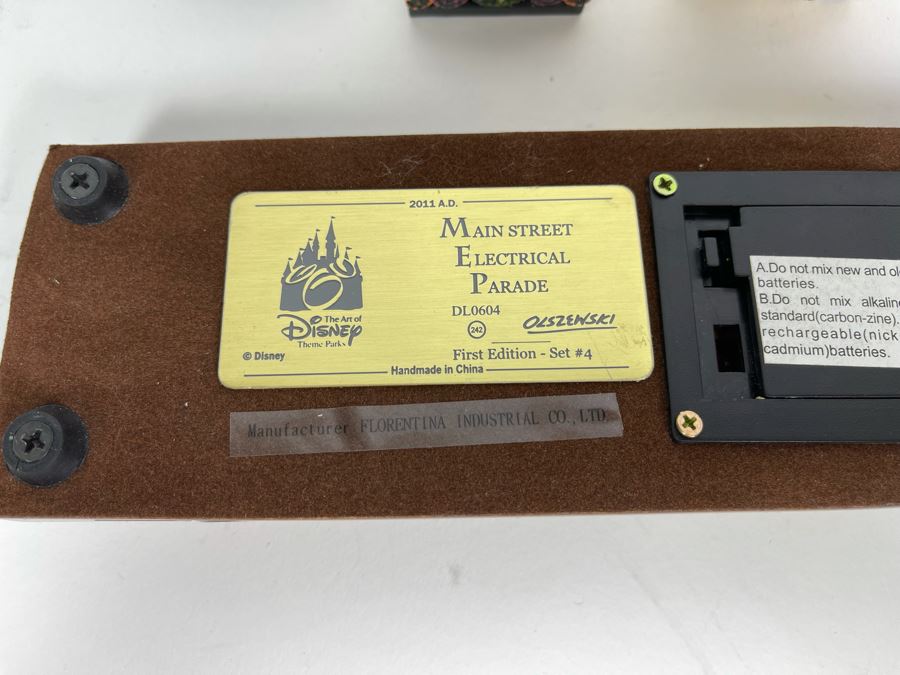 2011 A.D.
MAIN STREET
ELECTRICAL
PARADE
DL0604
242
OLSZEWSKI
First Edition - Set #4
The Art of
DISNEY
Theme Parks
© Disney
Handmade in China
Manufacturer FLORENTINA INDUSTRIAL CO.,LTD
A.Do not mix new and ol
batteries.
B.Do not mix alkalin
standard(carbon-zine).
rechargeable(nick
cadmium)batteries.